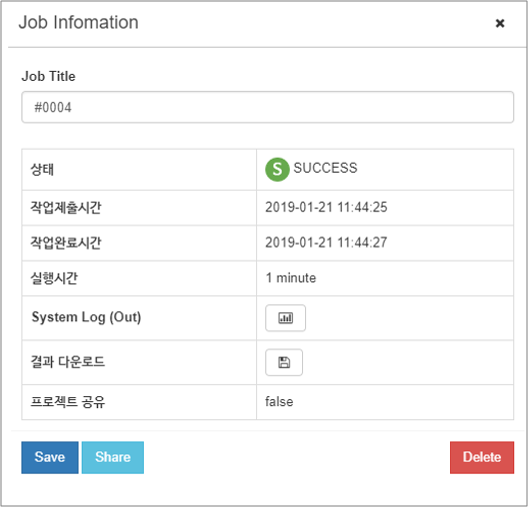 Job Infomation
Job Title
#0004
상태 S SUCCESS
작업제출시간 2019-01-21 11:44:25
작업완료시간 2019-01-21 11:44:27
실행시간 1 minute
System Log (Out)
결과 다운로드
프로젝트 공유 false
Save Share Delete